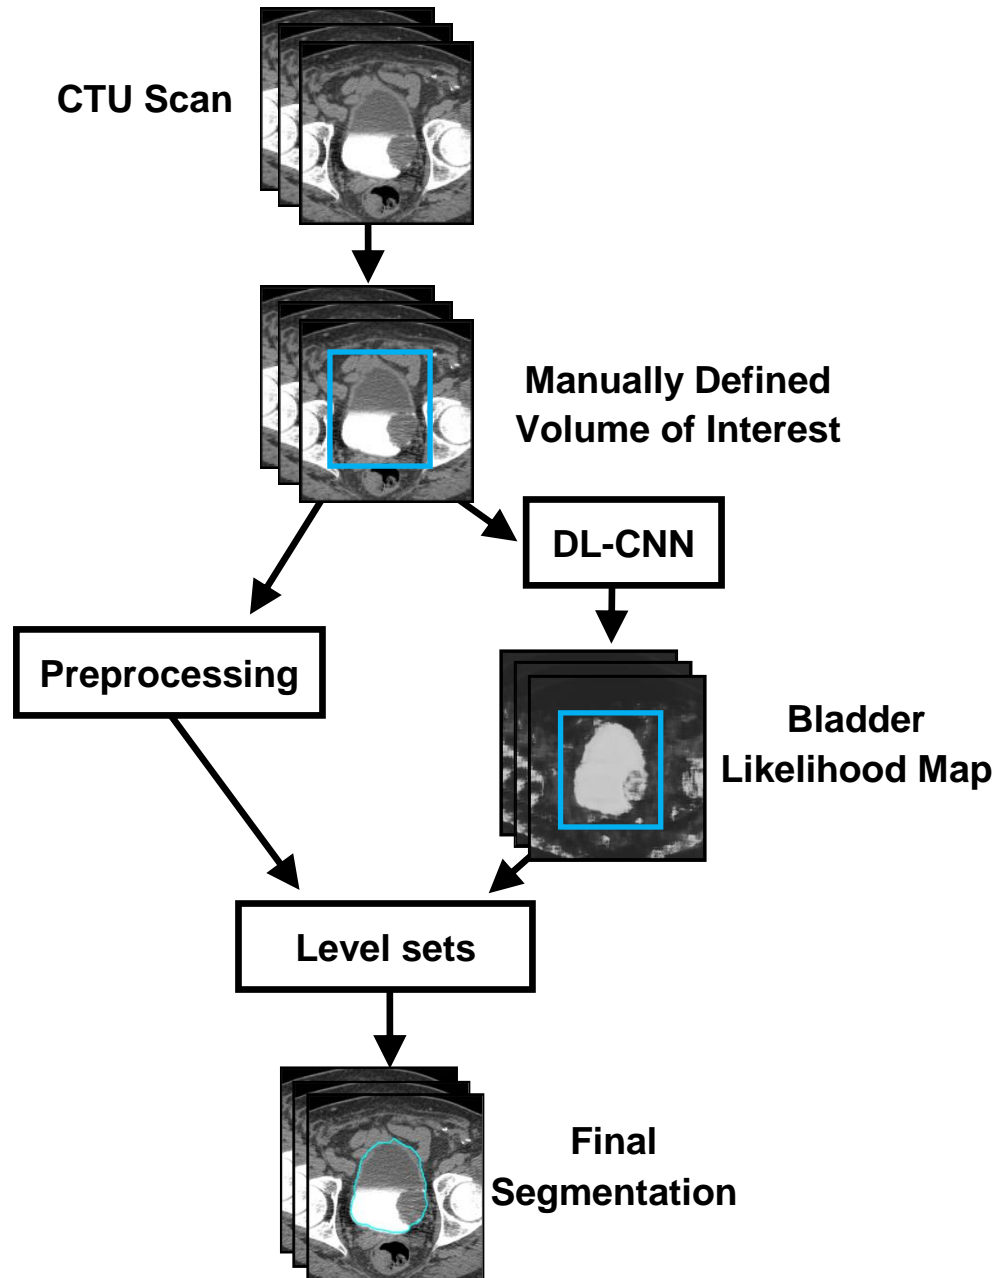 CTU Scan
Manually Defined
Volume of Interest
DL-CNN
Preprocessing
Bladder
Likelihood Map
Level sets
Final
Segmentation